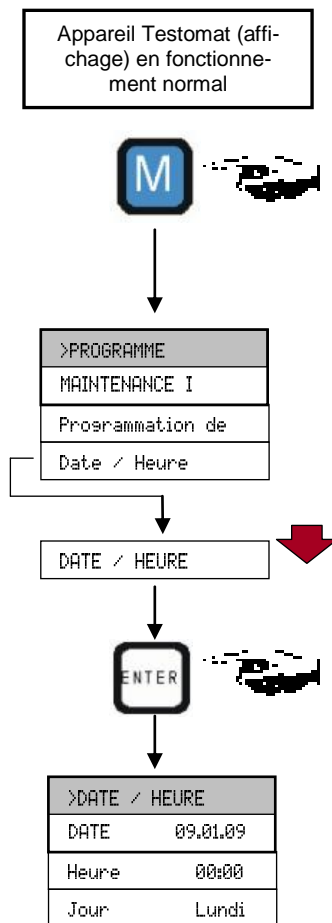 Appareil Testomat (affi-
chage) en fonctionne-
ment normal
M
>PROGRAMME
MAINTENANCE I
Programmation de
Date / Heure
DATE / HEURE
ENTER
>DATE / HEURE
DATE 09.01.09
Heure 00:00
Jour Lundi